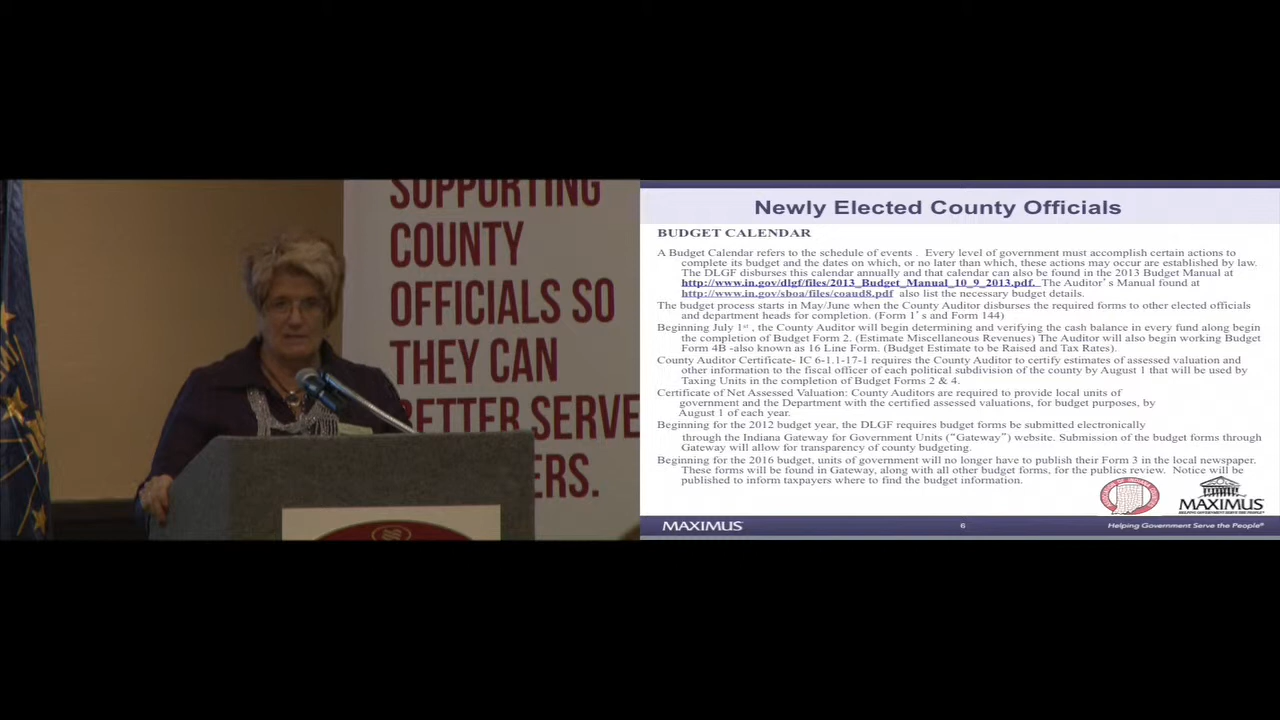 SUPPORTING
COUNTY
OFFICIALS SO
THEY CAN
BETTER SERVE
ERS.
Newly Elected County Officials
BUDGET CALENDAR
A Budget Calendar refers to the schedule of events . Every level of government must accomplish certain actions to
complete its budget and the dates on which, or no later than which, these actions may occur are established by law.
The DLGF disburses this calendar annually and that calendar can also be found in the 2013 Budget Manual at
http://www.in.gov/dlgf/files/2013_Budget_Manual_10_9_2013.pdf. The Auditor's Manual found at
http://www.in.gov/sboa/files/coaud8.pdf also list the necessary budget details.
The budget process starts in May/June when the County Auditor disburses the required forms to other elected officials
and department heads for completion. (Form 1's and Form 144)
Beginning July 1st , the County Auditor will begin determining and verifying the cash balance in every fund along begin
the completion of Budget Form 2. (Estimate Miscellaneous Revenues) The Auditor will also begin working Budget
Form 4B -also known as 16 Line Form. (Budget Estimate to be Raised and Tax Rates).
County Auditor Certificate- IC 6-1.1-17-1 requires the County Auditor to certify estimates of assessed valuation and
other information to the fiscal officer of each political subdivision of the county by August 1 that will be used by
Taxing Units in the completion of Budget Forms 2 & 4.
Certificate of Net Assessed Valuation: County Auditors are required to provide local units of
government and the Department with the certified assessed valuations, for budget purposes, by
August 1 of each year.
Beginning for the 2012 budget year, the DLGF requires budget forms be submitted electronically
through the Indiana Gateway for Government Units ("Gateway") website. Submission of the budget forms through
Gateway will allow for transparency of county budgeting.
Beginning for the 2016 budget, units of government will no longer have to publish their Form 3 in the local newspaper.
These forms will be found in Gateway, along with all other budget forms, for the publics review. Notice will be
published to inform taxpayers where to find the budget information.
MAXIMUS
HELPING GOVERNMENT SERVE THE PEOPLE
MAXIMUS
6
Helping Government Serve the People®